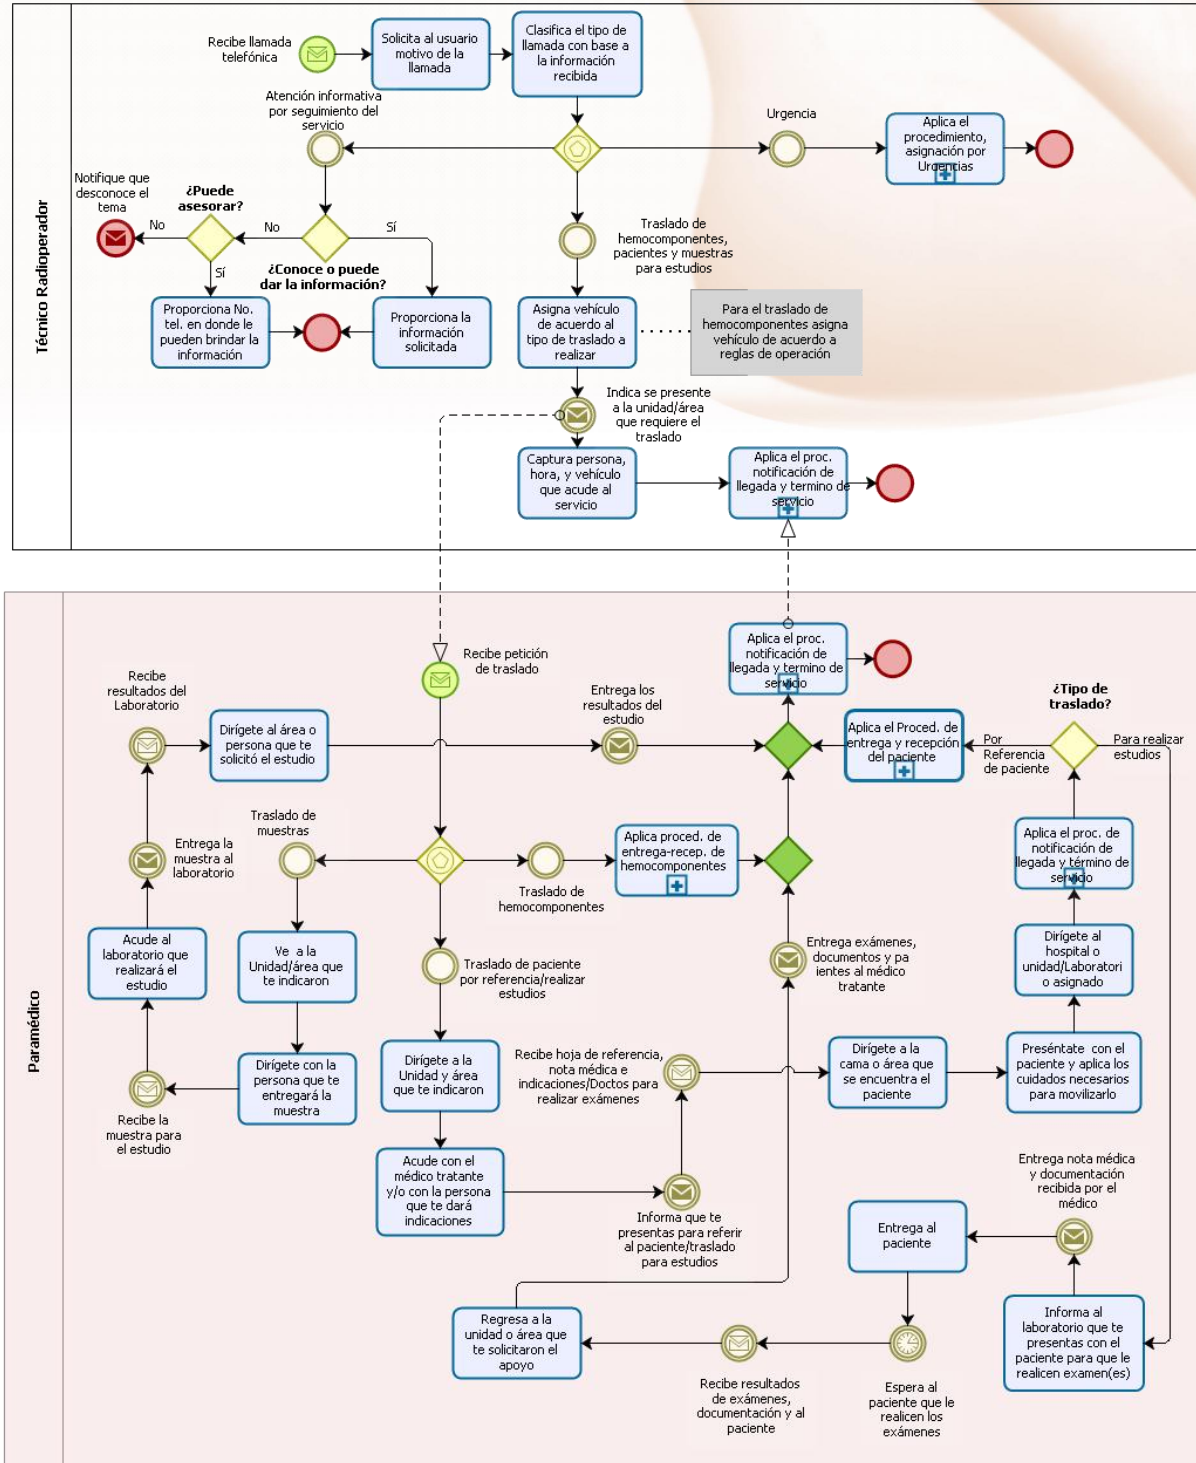 Técnico Radioperador
Recibe llamada
telefónica
Solicita al usuario
motivo de la
llamada
Clasifica el tipo de
llamada con base a
la información
recibida
Atención informativa
por seguimiento del
servicio
Urgencia
Aplica el
procedimiento,
asignación por
Urgencias
Notifique que
desconoce el
tema
¿Puede
asesorar?
No
No
Sí
Sí
¿Conoce o puede
dar la información?
Traslado de
hemocomponentes,
pacientes y muestras
para estudios
Proporciona No.
tel. en donde le
pueden brindar la
información
Proporciona la
información
solicitada
Asigna vehículo
de acuerdo al
tipo de traslado a
realizar
Para el traslado de
hemocomponentes asigna
vehículo de acuerdo a
reglas de operación
Indica se presente
a la unidad/área
que requiere el
traslado
Captura persona,
hora, y vehículo
que acude al
servicio
Aplica el proc.
notificación de
llegada y termino de
servicio
Paramédico
Recibe petición
de traslado
Aplica el proc.
notificación de
llegada y termino de
servicio
Recibe
resultados del
Laboratorio
Dirígete al área o
persona que te
solicitó el estudio
Entrega los
resultados del
estudio
Aplica el Proced. de
entrega y recepción
del paciente
Por
Referencia
de paciente
¿Tipo de
traslado?
Para realizar
estudios
Entrega la
muestra al
laboratorio
Traslado de
muestras
Traslado de
hemocomponentes
Aplica proced. de
entrega-recep. de
hemocomponentes
Aplica el proc. de
notificación de
llegada y término de
servicio
Acude al
laboratorio que
realizará el
estudio
Ve  a la
Unidad/área que
te indicaron
Traslado de paciente
por referencia/realizar
estudios
Entrega exámenes,
documentos y pa
ientes al médico
tratante
Dirígete al
hospital o
unidad/Laboratori
o asignado
Recibe la
muestra para
el estudio
Dirígete con la
persona que te
entregará la
muestra
Dirígete a la
Unidad y área
que te indicaron
Recibe hoja de referencia,
nota médica e
indicaciones/Doctos para
realizar exámenes
Dirígete a la
cama o área que
se encuentra el
paciente
Preséntate  con el
paciente y aplica los
cuidados necesarios
para movilizarlo
Acude con el
médico tratante
y/o con la persona
que te dará
indicaciones
Informa que te
presentas para referir
al paciente/traslado
para estudios
Entrega nota médica
y documentación
recibida por el
médico
Entrega al
paciente
Regresa a la
unidad o área que
te solicitaron el
apoyo
Recibe resultados
de exámenes,
documentación y al
paciente
Espera al
paciente que le
realicen los
exámenes
Informa al
laboratorio que te
presentas con el
paciente para que le
realicen examen(es)